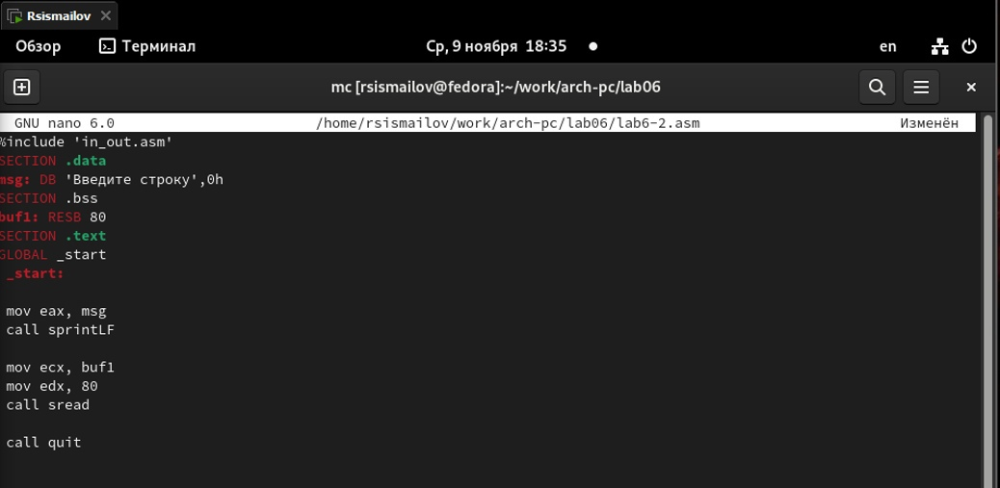 Rsismailov
Обзор Терминал Ср, 9 ноября 18:35 en
mc [rsismailov@fedora]:~/work/arch-pc/lab06
GNU nano 6.0 /home/rsismailov/work/arch-pc/lab06/lab6-2.asm Изменён
%include 'in_out.asm'
SECTION .data
msg: DB 'Введите строку',0h
SECTION .bss
buf1: RESB 80
SECTION .text
GLOBAL _start
_start:
mov eax, msg
call sprintLF
mov ecx, buf1
mov edx, 80
call sread
call quit